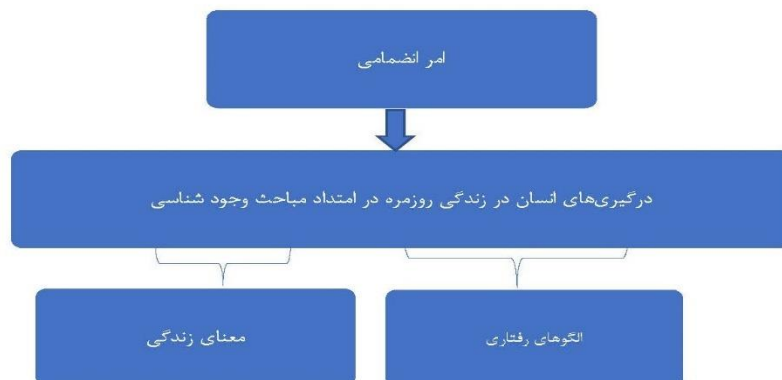 امر انضمامی
درگیری‌های انسان در زندگی روزمره در امتداد مباحث وجود شناسی
الگوهای رفتاری
معنای زندگی